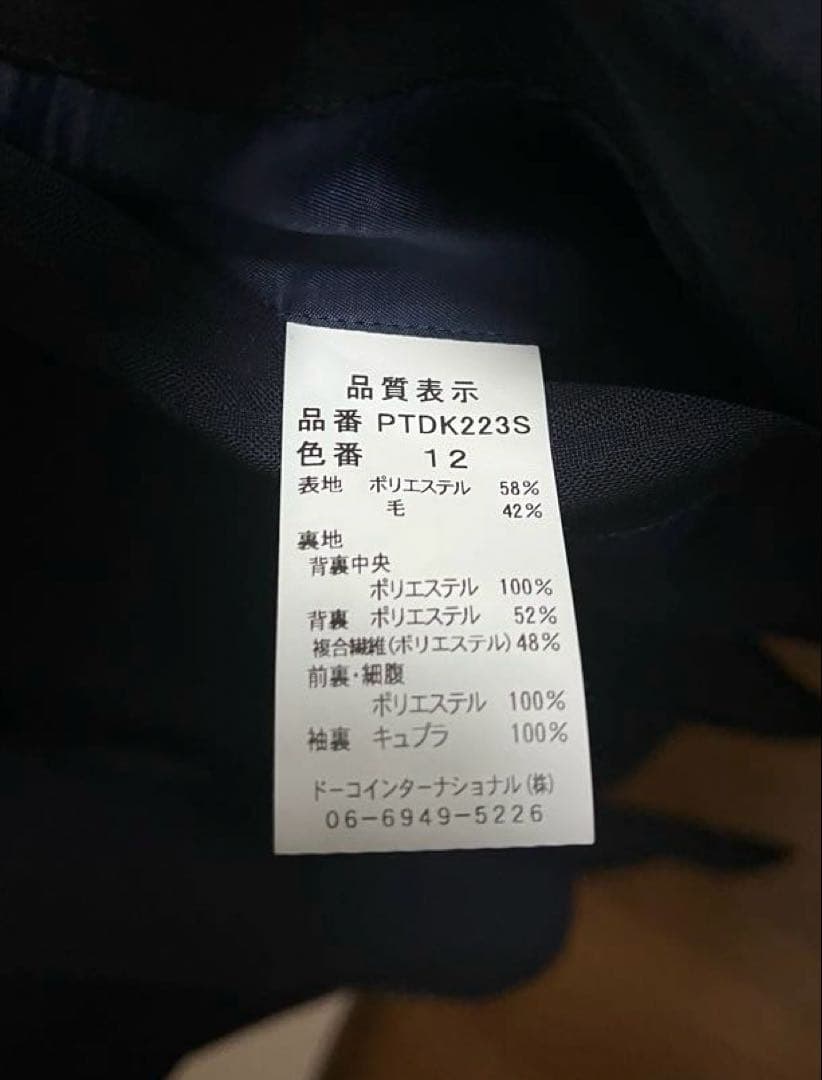 品質表示
品番 PTDK223S
色番 12
表地 ポリエステル 58%
毛 42%
裏地
背裏中央
ポリエステル 100%
背裏 ポリエステル 52%
複合繊維(ポリエステル) 48%
前裏・細腹
ポリエステル 100%
袖裏 キュプラ 100%
ドーコインターナショナル(株)
06-6949-5226